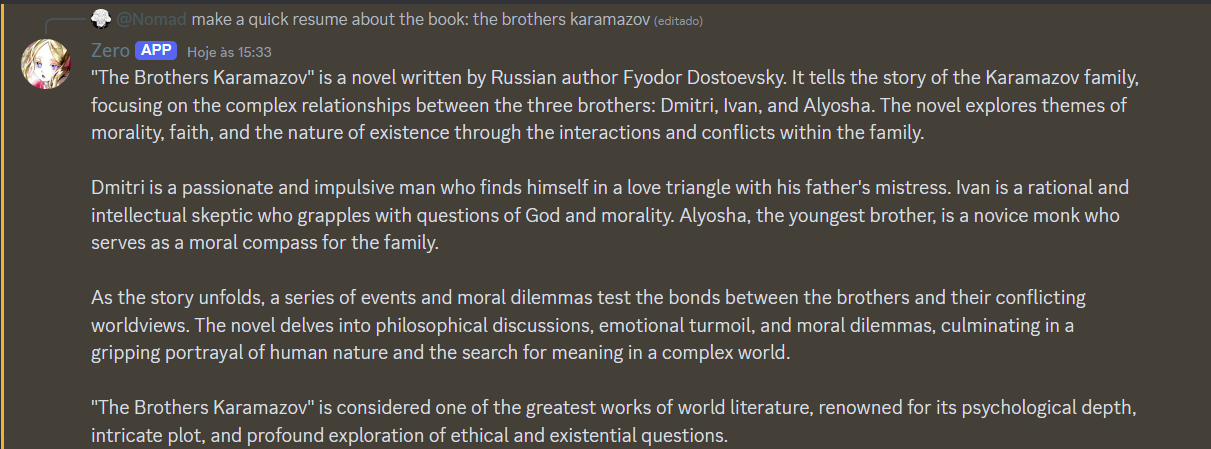 @Nomad make a quick resume about the book: the brothers karamazov (editado)
Zero APP Hoje às 15:33
"The Brothers Karamazov" is a novel written by Russian author Fyodor Dostoevsky. It tells the story of the Karamazov family,
focusing on the complex relationships between the three brothers: Dmitri, Ivan, and Alyosha. The novel explores themes of
morality, faith, and the nature of existence through the interactions and conflicts within the family.
Dmitri is a passionate and impulsive man who finds himself in a love triangle with his father's mistress. Ivan is a rational and
intellectual skeptic who grapples with questions of God and morality. Alyosha, the youngest brother, is a novice monk who
serves as a moral compass for the family.
As the story unfolds, a series of events and moral dilemmas test the bonds between the brothers and their conflicting
worldviews. The novel delves into philosophical discussions, emotional turmoil, and moral dilemmas, culminating in a
gripping portrayal of human nature and the search for meaning in a complex world.
"The Brothers Karamazov" is considered one of the greatest works of world literature, renowned for its psychological depth,
intricate plot, and profound exploration of ethical and existential questions.